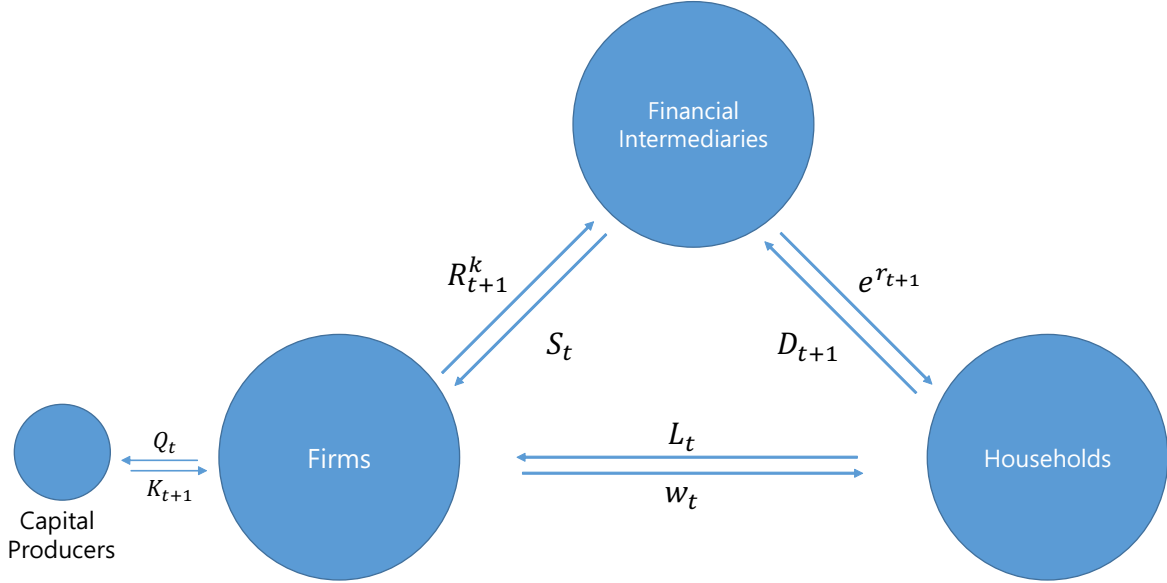 Financial
Intermediaries
R^k_{t+1}
e^{r_{t+1}}
S_t
D_{t+1}
Q_t
K_{t+1}
Firms
L_t
w_t
Households
Capital
Producers